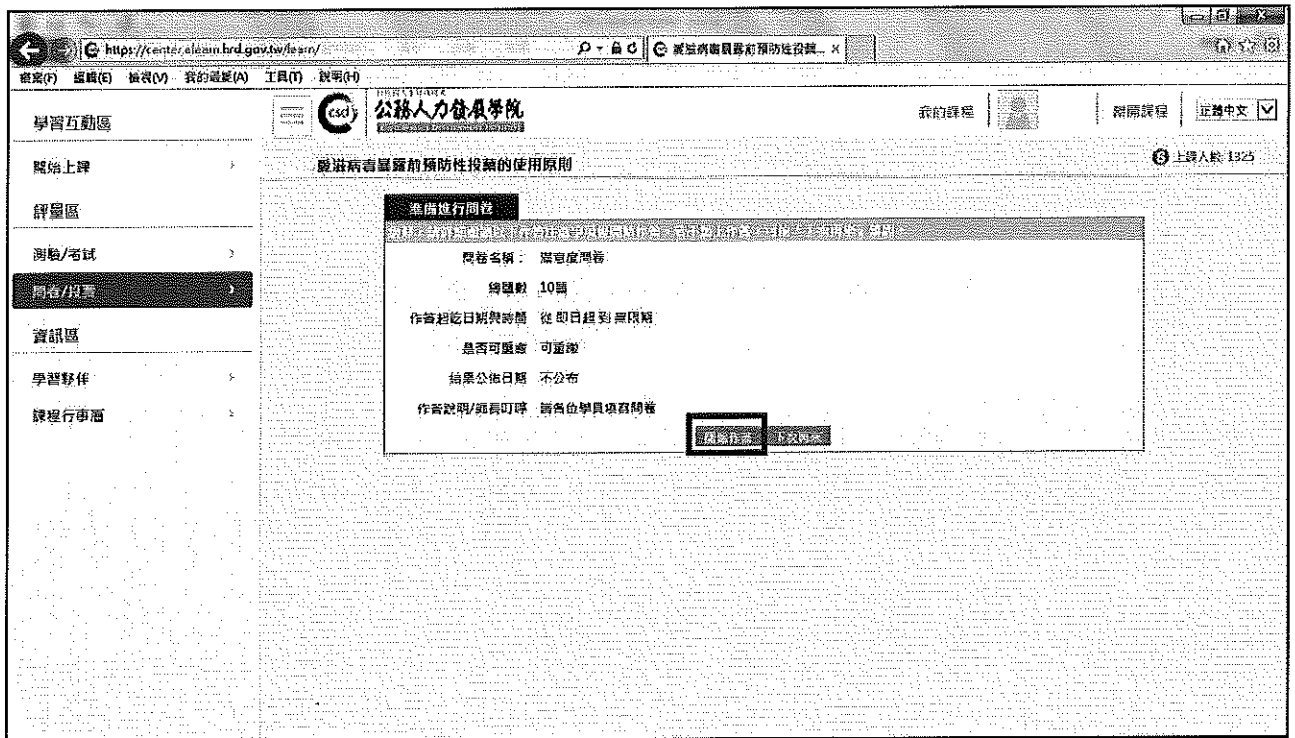 https://center.elearn.hrd.gov.tw/learn/
愛滋病毒暴露前預防性投藥... ×
檔案(F) 編輯(E) 檢視(V) 我的最愛(A) 工具(T) 說明(H)
學習互動區
csd 公務人力發展學院
我的課程
離開課程
正體中文
開始上課
愛滋病毒暴露前預防性投藥的使用原則
上課人數: 1325
評量區
準備進行問卷
測驗/考試
問卷名稱: 滿意度問卷
問卷/投票
總題數 10題
作答起訖日期與時間 從 即日起 到 無限期
資訊區
是否可重繳 可重繳
學習夥伴
結果公佈日期 不公布
課程行事曆
作答說明/師長叮嚀 請各位學員填寫問卷
開始作答